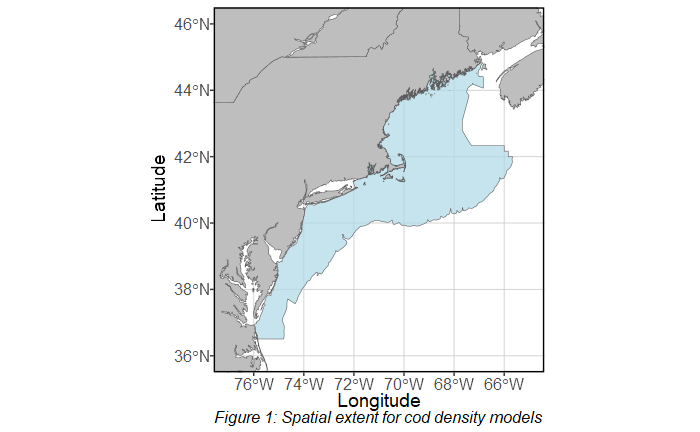 46°N
44°N
42°N
40°N
38°N
36°N
Latitude
76°W 74°W 72°W 70°W 68°W 66°W
Longitude
Figure 1: Spatial extent for cod density models